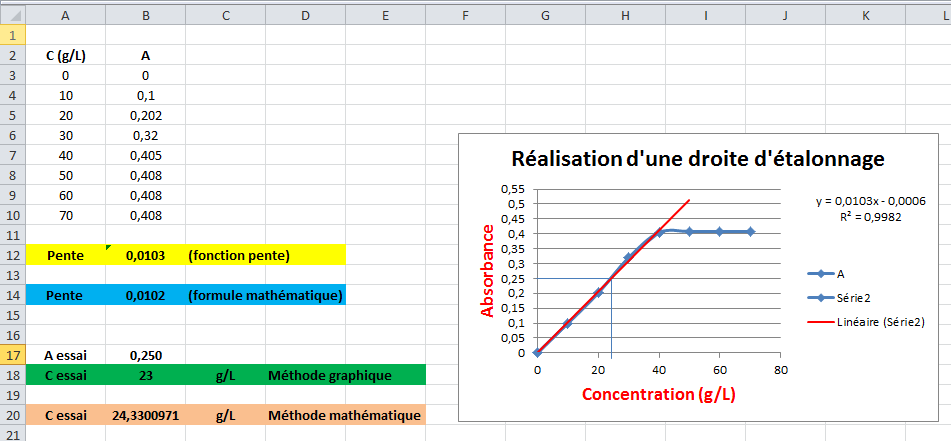 A B C D E F G H I J K L
1
2 C (g/L) A
3 0 0
4 10 0,1
5 20 0,202
6 30 0,32
7 40 0,405
8 50 0,408
9 60 0,408
10 70 0,408
11
12 Pente 0,0103 (fonction pente)
13
14 Pente 0,0102 (formule mathématique)
15
16
17 A essai 0,250
18 C essai 23 g/L Méthode graphique
19
20 C essai 24,3300971 g/L Méthode mathématique
21
Réalisation d'une droite d'étalonnage
Absorbance
0,55
0,5
0,45
0,4
0,35
0,3
0,25
0,2
0,15
0,1
0,05
0
0 20 40 60 80
Concentration (g/L)
y = 0,0103x - 0,0006
R² = 0,9982
A
Série2
Linéaire (Série2)